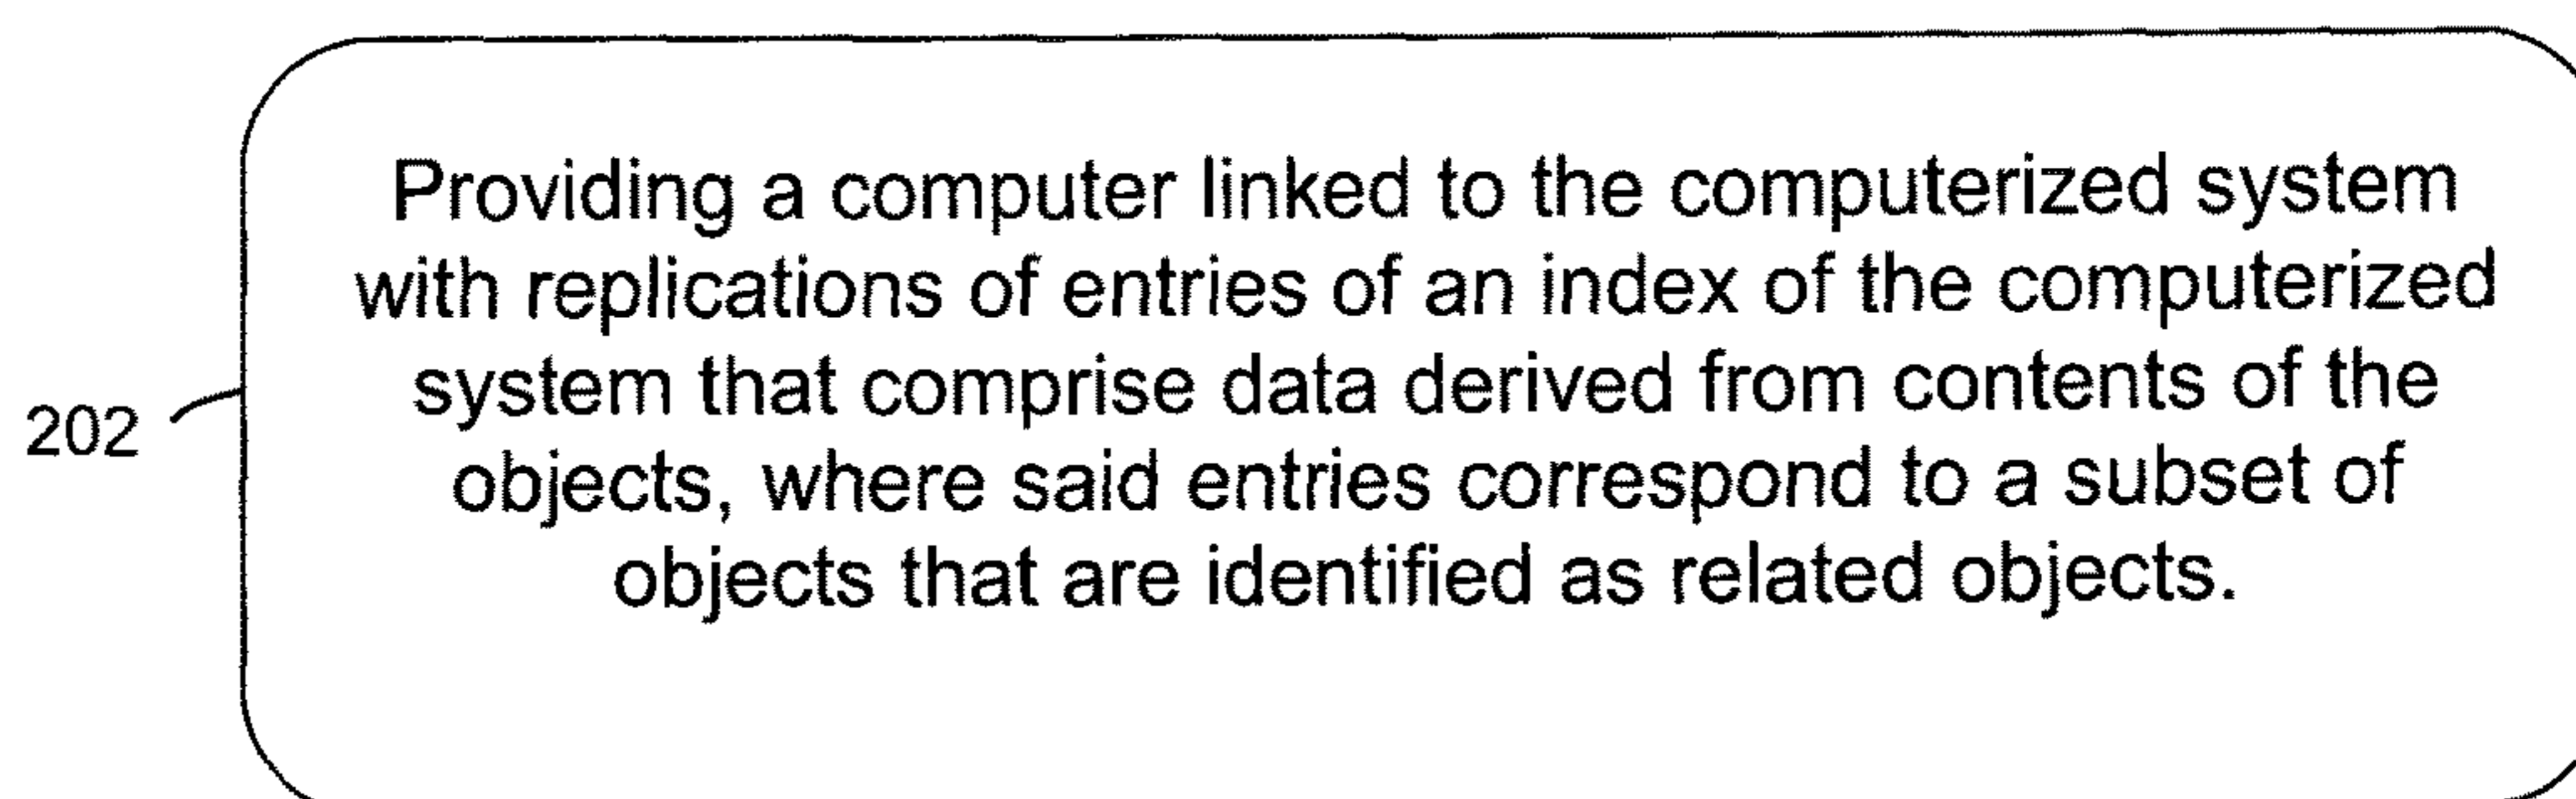 Providing a computer linked to the computerized system
with replications of entries of an index of the computerized
system that comprise data derived from contents of the
202
objects, where said entries correspond to a subset of
objects that are identified as related objects.